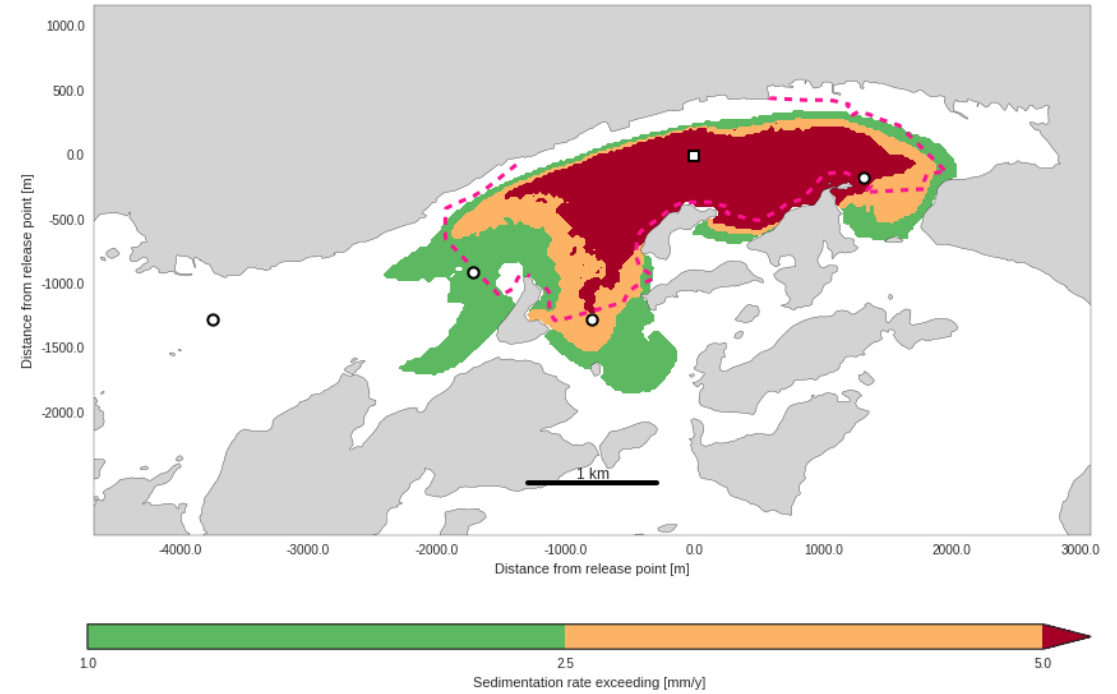 1000.0
500.0
0.0
-500.0
-1000.0
-1500.0
-2000.0
Distance from release point [m]
1 km
-4000.0 -3000.0 -2000.0 -1000.0 0.0 1000.0 2000.0 3000.0
Distance from release point [m]
1.0 2.5 5.0
Sedimentation rate exceeding [mm/y]